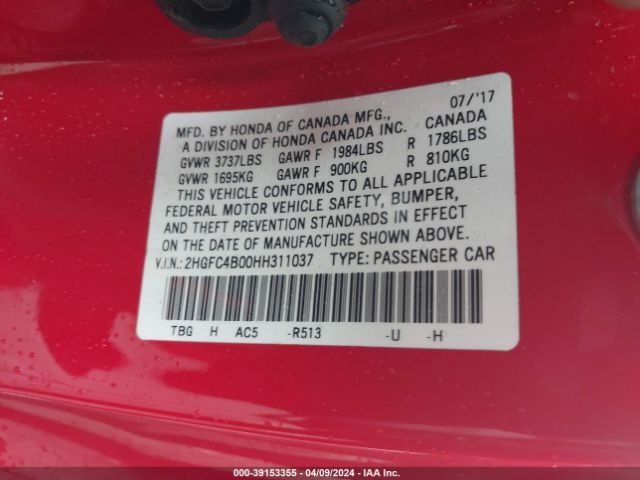 07/'17
MFD. BY HONDA OF CANADA MFG.,
A DIVISION OF HONDA CANADA INC. CANADA
GVWR 3737LBS GAWR F 1984LBS R 1786LBS
GVWR 1695KG GAWR F 900KG R 810KG
THIS VEHICLE CONFORMS TO ALL APPLICABLE
FEDERAL MOTOR VEHICLE SAFETY, BUMPER,
AND THEFT PREVENTION STANDARDS IN EFFECT
ON THE DATE OF MANUFACTURE SHOWN ABOVE.
V.I.N.:2HGFC4B00HH311037 TYPE: PASSENGER CAR
TBG H AC5 -R513 -U -H
000-39153355 - 04/09/2024 - IAA Inc.